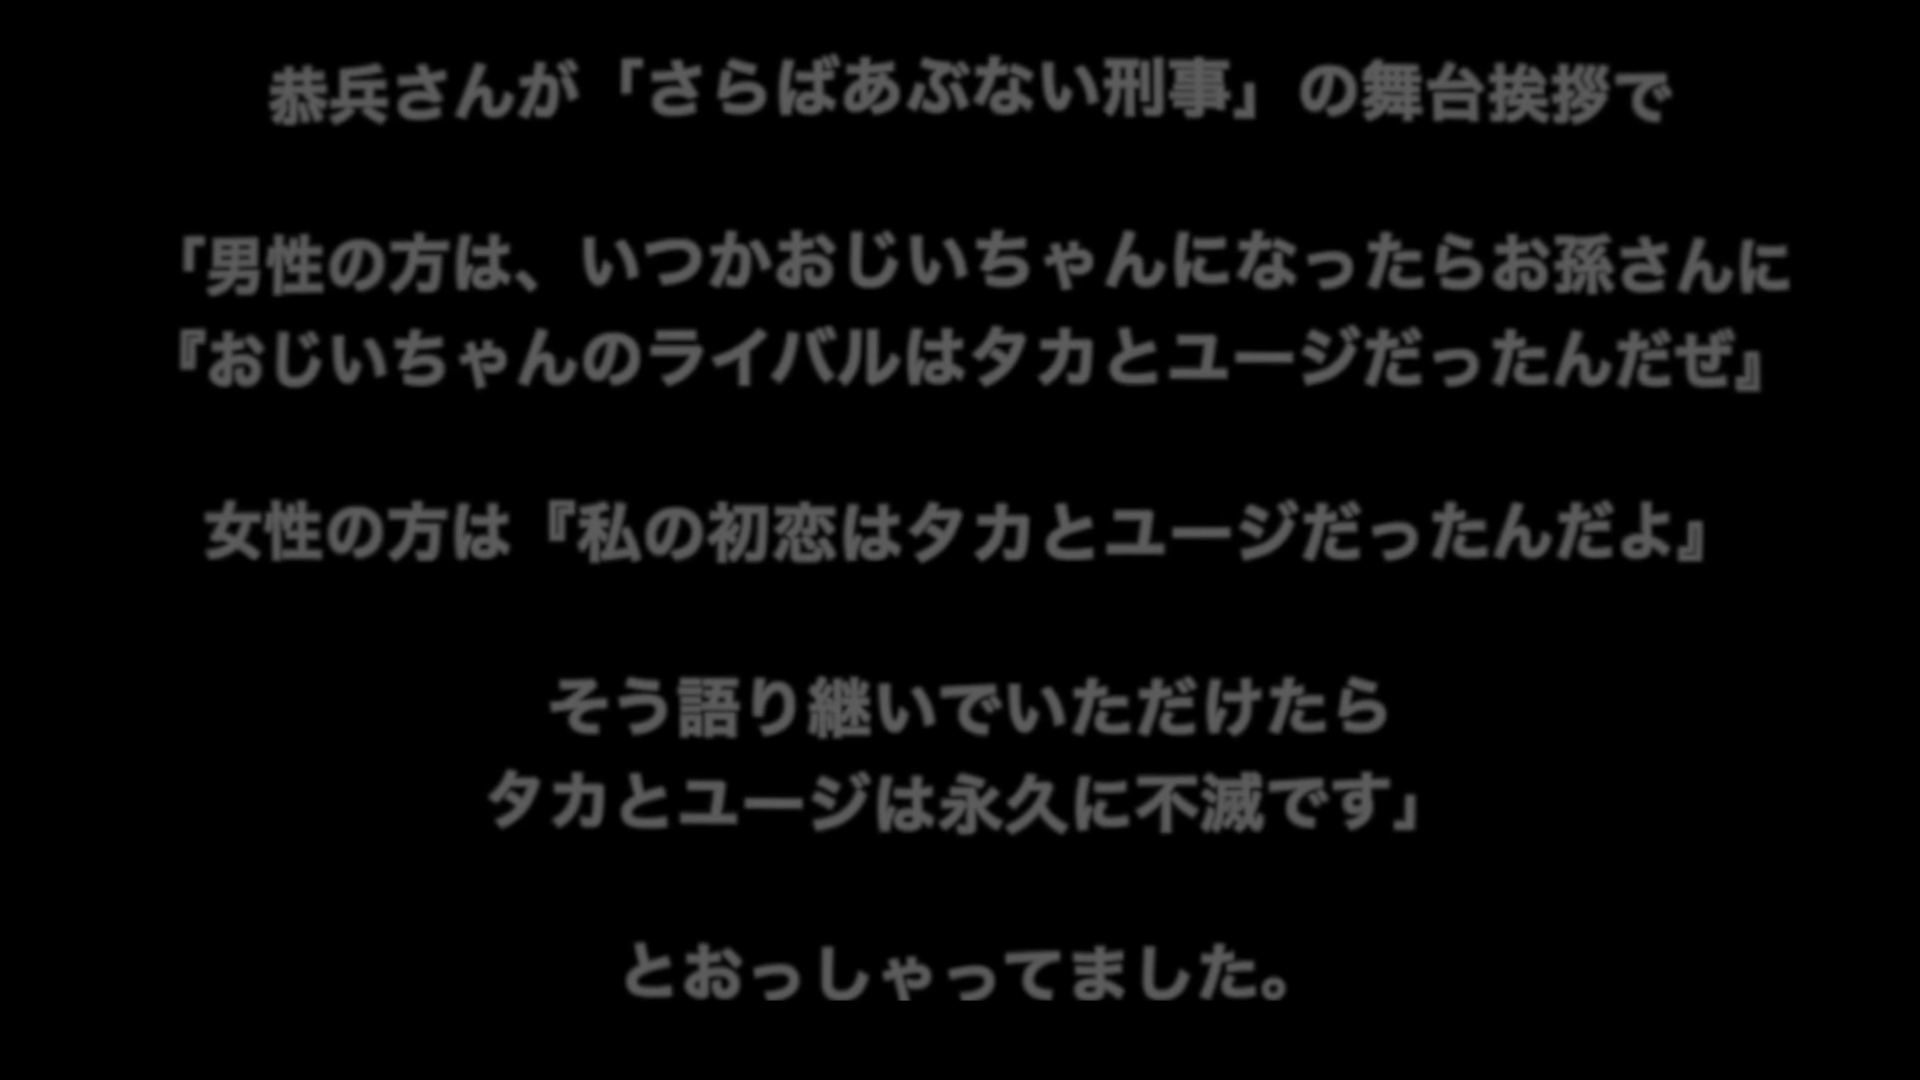 恭兵さんが「さらばあぶない刑事」の舞台挨拶で
「男性の方は、いつかおじいちゃんになったらお孫さんに
『おじいちゃんのライバルはタカとユージだったんだぜ』
女性の方は『私の初恋はタカとユージだったんだよ』
そう語り継いでいただけたら
タカとユージは永久に不滅です」
とおっしゃってました。